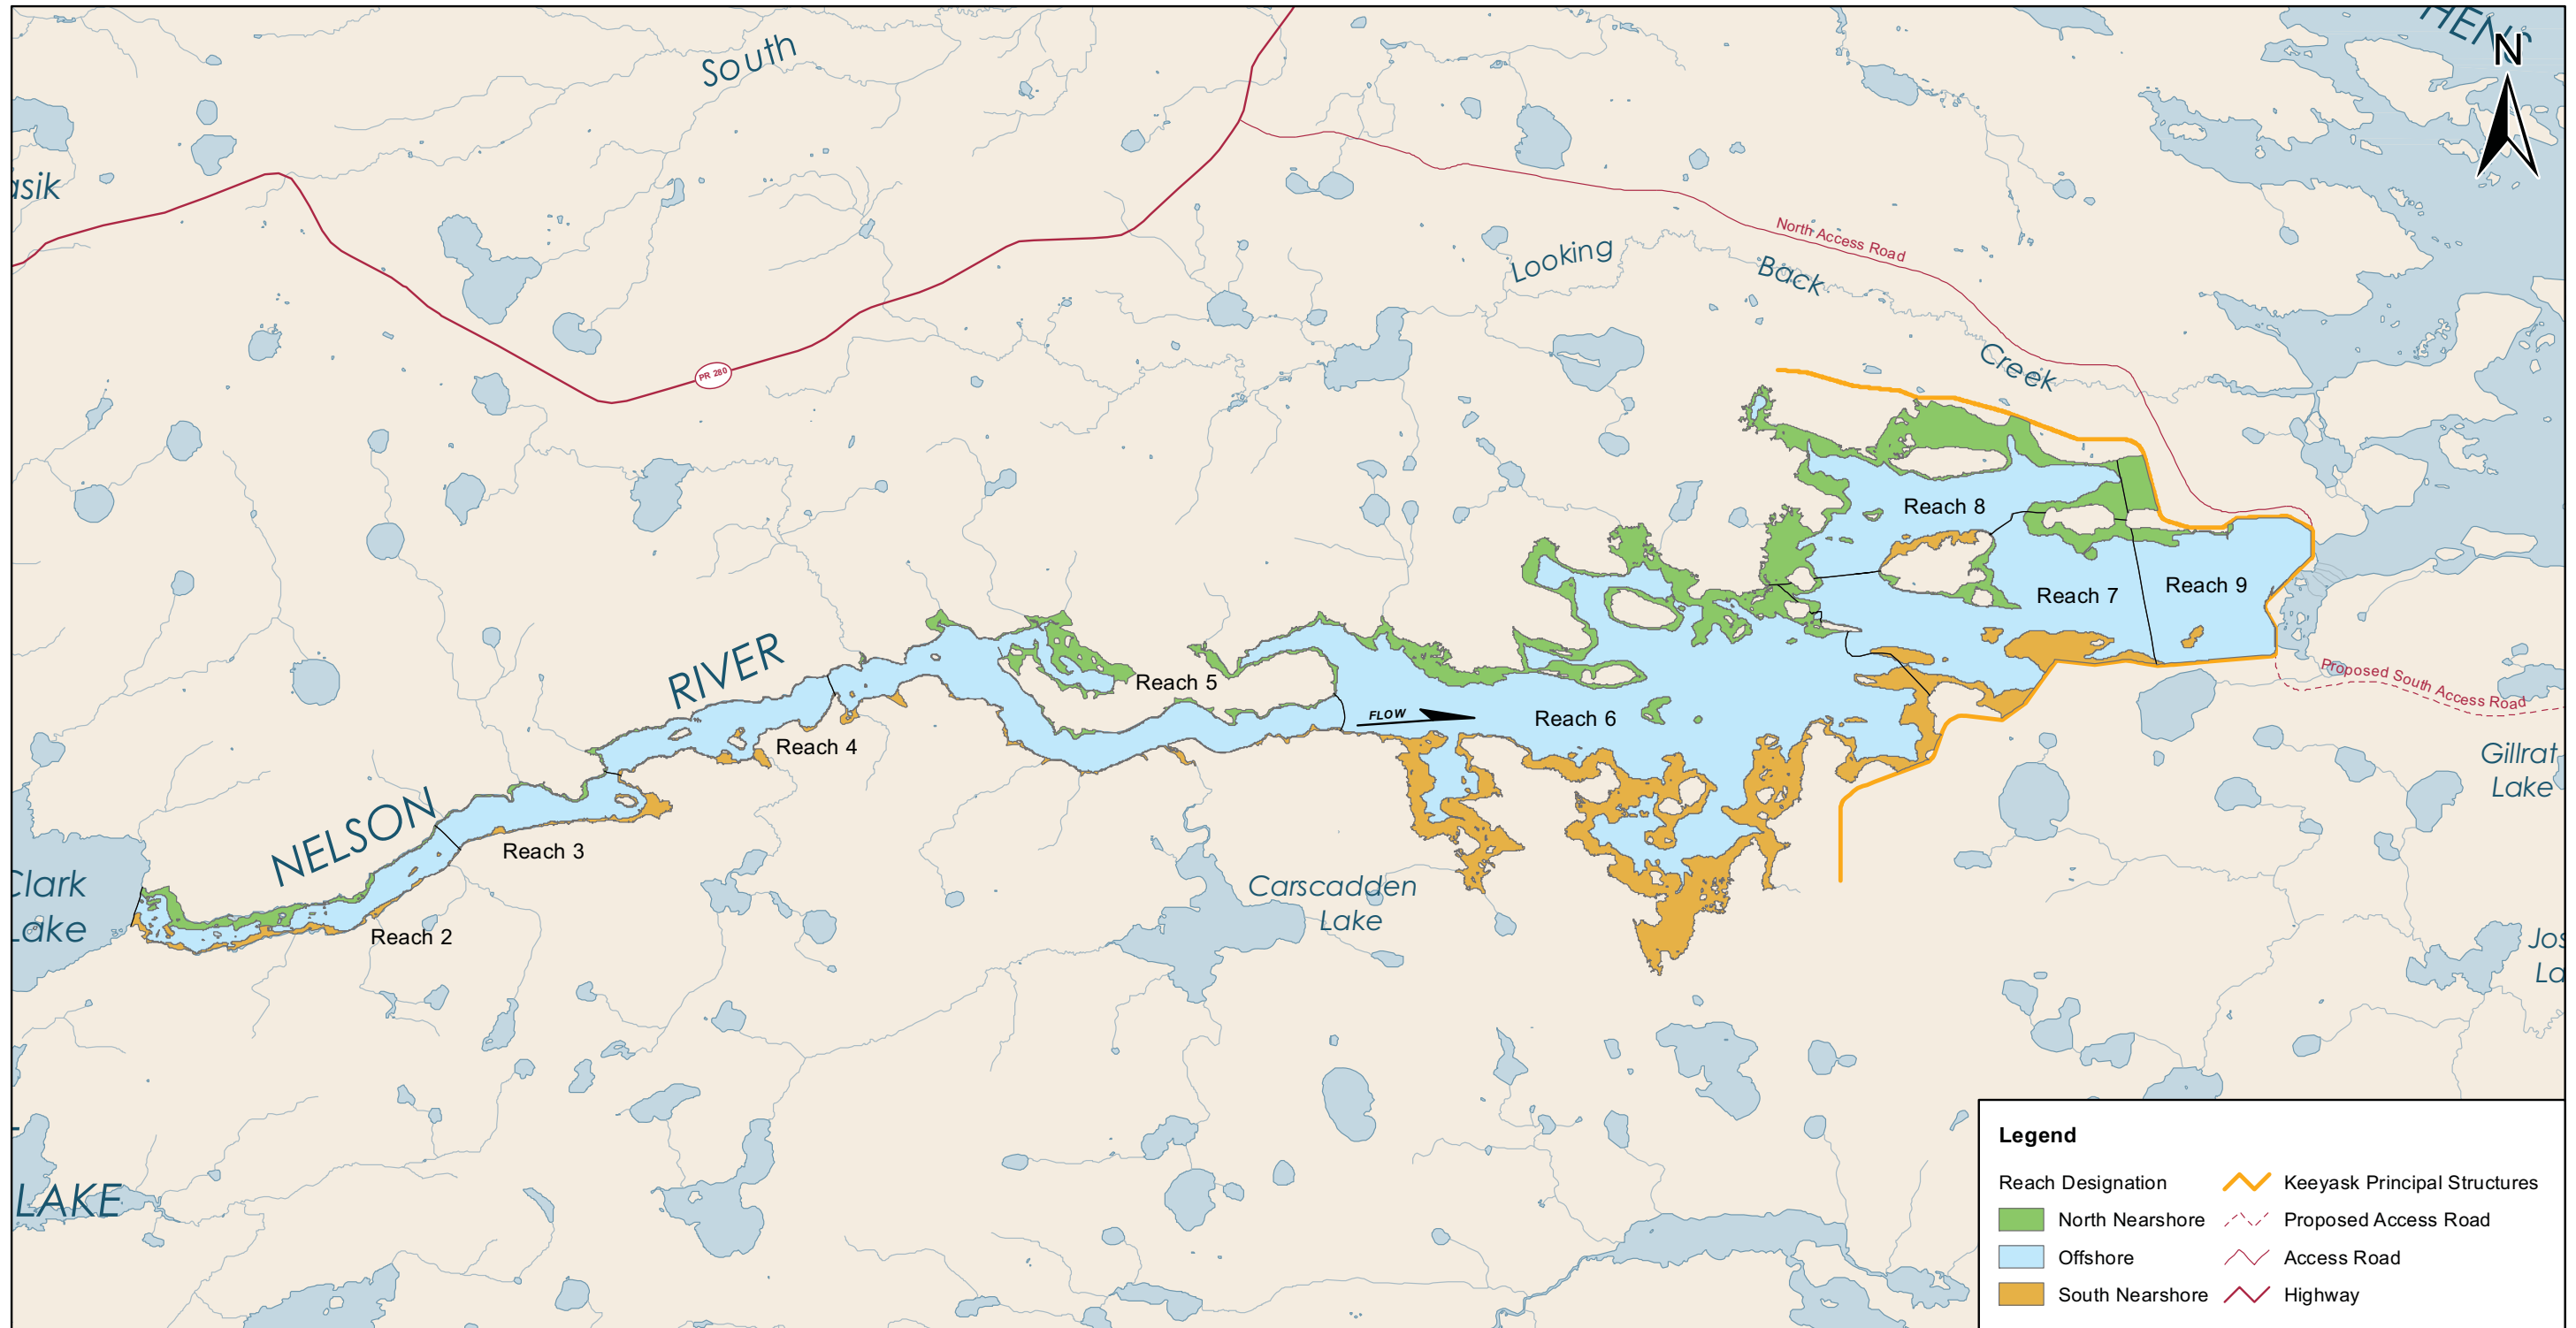 South
N
asik
North Access Road
Looking
Back
Creek
PR 280
Reach 8
Reach 9
Reach 7
RIVER
Reach 5
Proposed South Access Road
FLOW
Reach 6
Reach 4
Gillrat
Lake
NELSON
Reach 3
Clark
Lake
Carscadden
Lake
Reach 2
Jos
La
LAKE
Legend
Reach Designation
North Nearshore
Offshore
South Nearshore
Keeyask Principal Structures
Proposed Access Road
Access Road
Highway